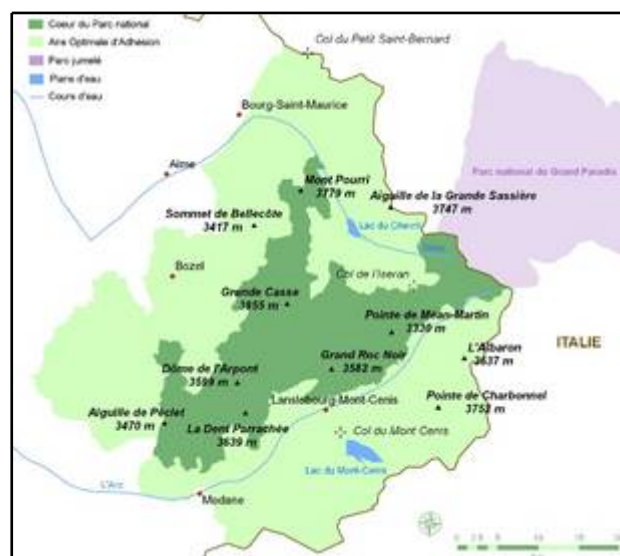 Coeur du Parc national
Aire Optimale d'Adhésion
Parc jumelé
Plans d'eau
Cours d'eau
Col du Petit Saint-Bernard
Bourg-Saint-Maurice
Aime
Parc national du Grand Paradis
Mont Pourri
3779 m
Aiguille de la Grande Sassière
3747 m
Sommet de Bellecôte
3417 m
Lac du Chevril
Bozel
Col de l'Iseran
Grande Casse
3855 m
Pointe de Méan-Martin
3330 m
ITALIE
L'Albaron
3637 m
Grand Roc Noir
3582 m
Dôme de l'Arpont
3599 m
Lanslebourg-Mont-Cenis
Pointe de Charbonnel
3752 m
Aiguille de Péclet
3470 m
La Dent Parrachée
3639 m
Col du Mont Cenis
Lac du Mont-Cenis
L'Arc
Modane